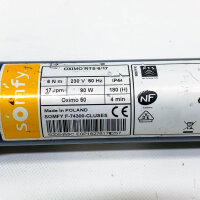 somfy
OXIMO RTS 6/17
6 N m 230 V 50 Hz IP44
17 rpm 90 W 150 (H)
Oximo 50 4 min
Made in POLAND
SOMFY F-74300-CLUSES
NF